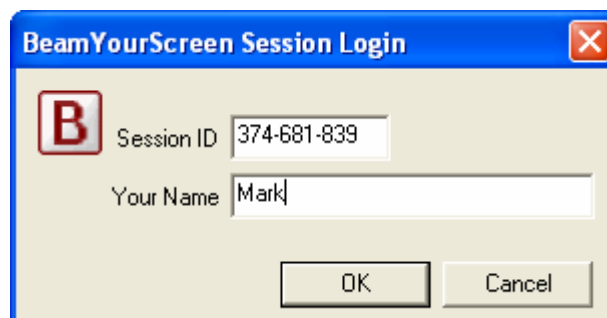 BeamYourScreen Session Login
B
Session ID 374-681-839
Your Name Mark
OK Cancel